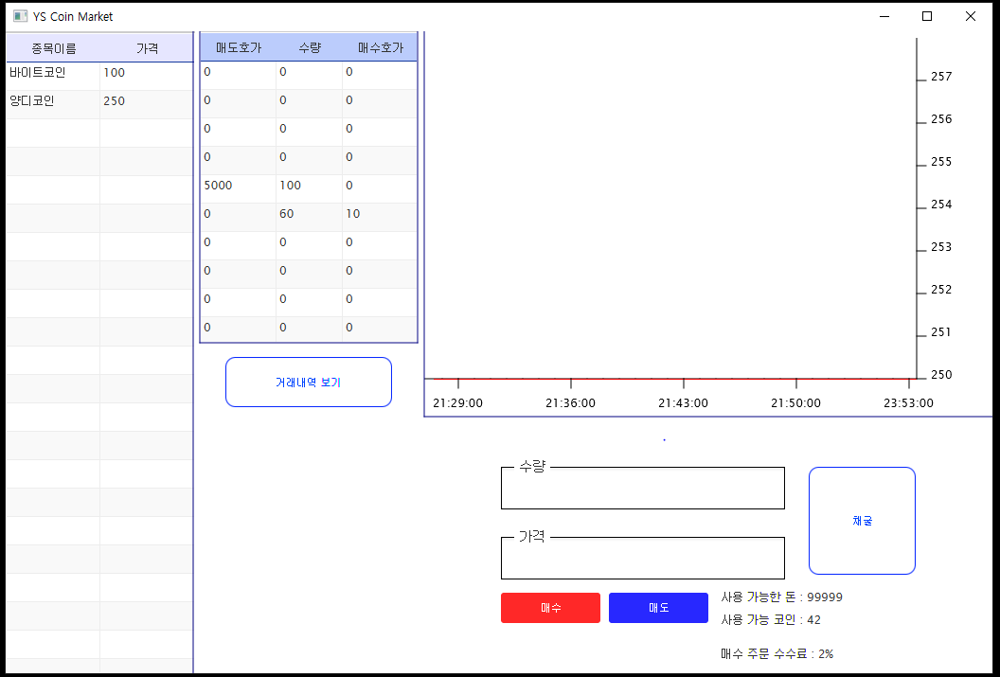 YS Coin Market
종목이름 가격
바이트코인 100
양디코인 250
매도호가 수량 매수호가
0 0 0
0 0 0
0 0 0
0 0 0
5000 100 0
0 60 10
0 0 0
0 0 0
0 0 0
0 0 0
거래내역 보기
257
256
255
254
253
252
251
250
21:29:00 21:36:00 21:43:00 21:50:00 23:53:00
수량
가격
채굴
매수 매도
사용 가능한 돈 : 99999
사용 가능 코인 : 42
매수 주문 수수료 : 2%